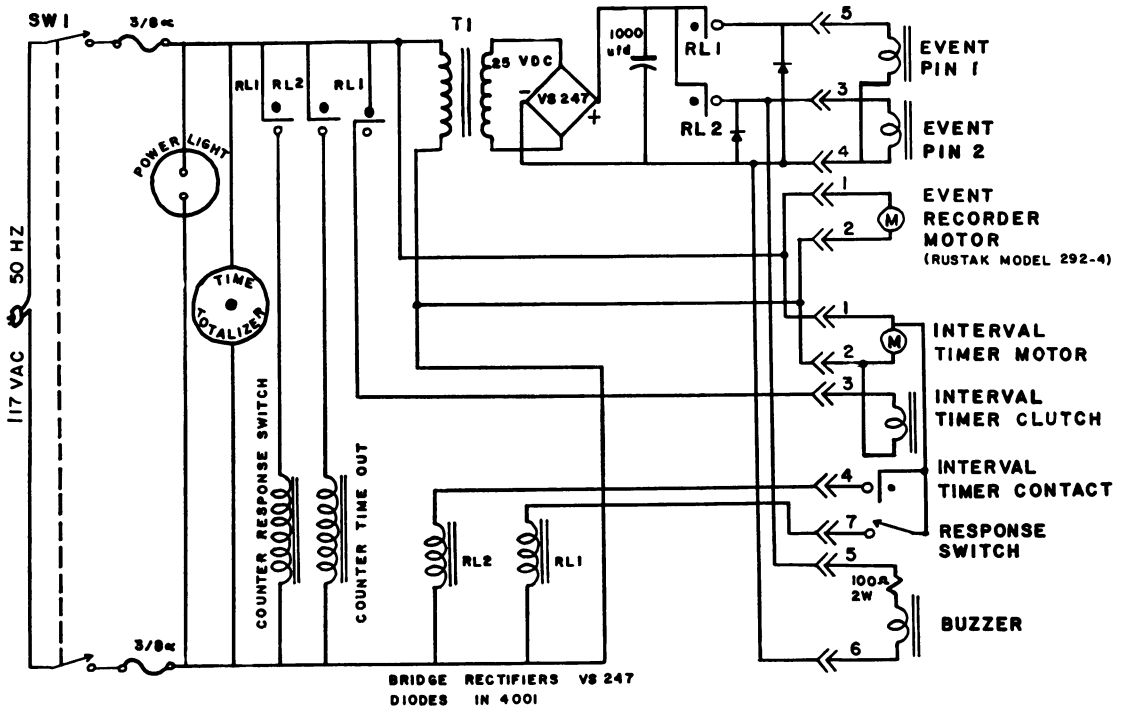 SW1
3/8∝
T1
25 VDC
VS 247
-
+
1000
ufd
RL1
RL2
5
EVENT
PIN 1
3
EVENT
PIN 2
4
RL1
RL2
RL1
POWER LIGHT
1
EVENT
RECORDER
MOTOR
(RUSTAK MODEL 292-4)
M
2
TIME
TOTALIZER
117 VAC 50 HZ
1
INTERVAL
TIMER MOTOR
M
2
3
INTERVAL
TIMER CLUTCH
COUNTER RESPONSE SWITCH
COUNTER TIME OUT
4
INTERVAL
TIMER CONTACT
7
RESPONSE
SWITCH
RL2
RL1
5
100Ω
2W
BUZZER
6
3/8∝
BRIDGE RECTIFIERS VS 247
DIODES IN 4001